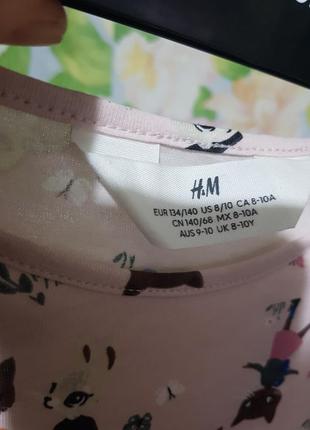 H&M
EUR 134/140 US 8/10 CA 8-10A
CN 140/68 MX 8-10A
AUS 9-10 UK 8-10Y